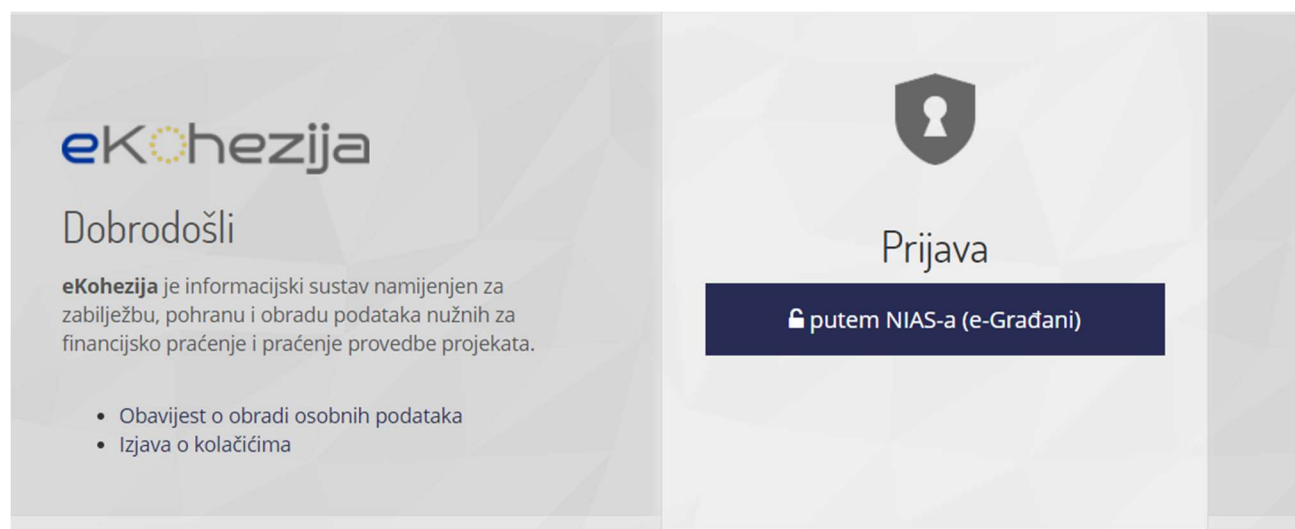 eKohezija
Dobrodošli
eKohezija je informacijski sustav namijenjen za
zabilježbu, pohranu i obradu podataka nužnih za
financijsko praćenje i praćenje provedbe projekata.
Obavijest o obradi osobnih podataka
Izjava o kolačićima
Prijava
putem NIAS-a (e-Građani)